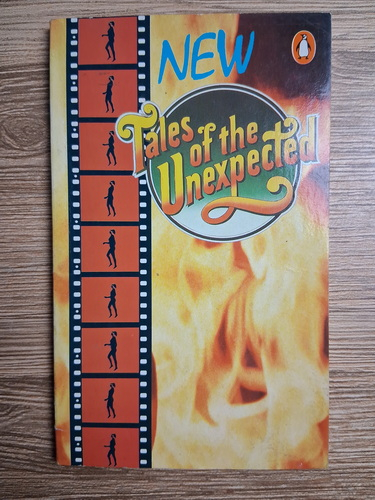 NEW
Tales of the
Unexpected